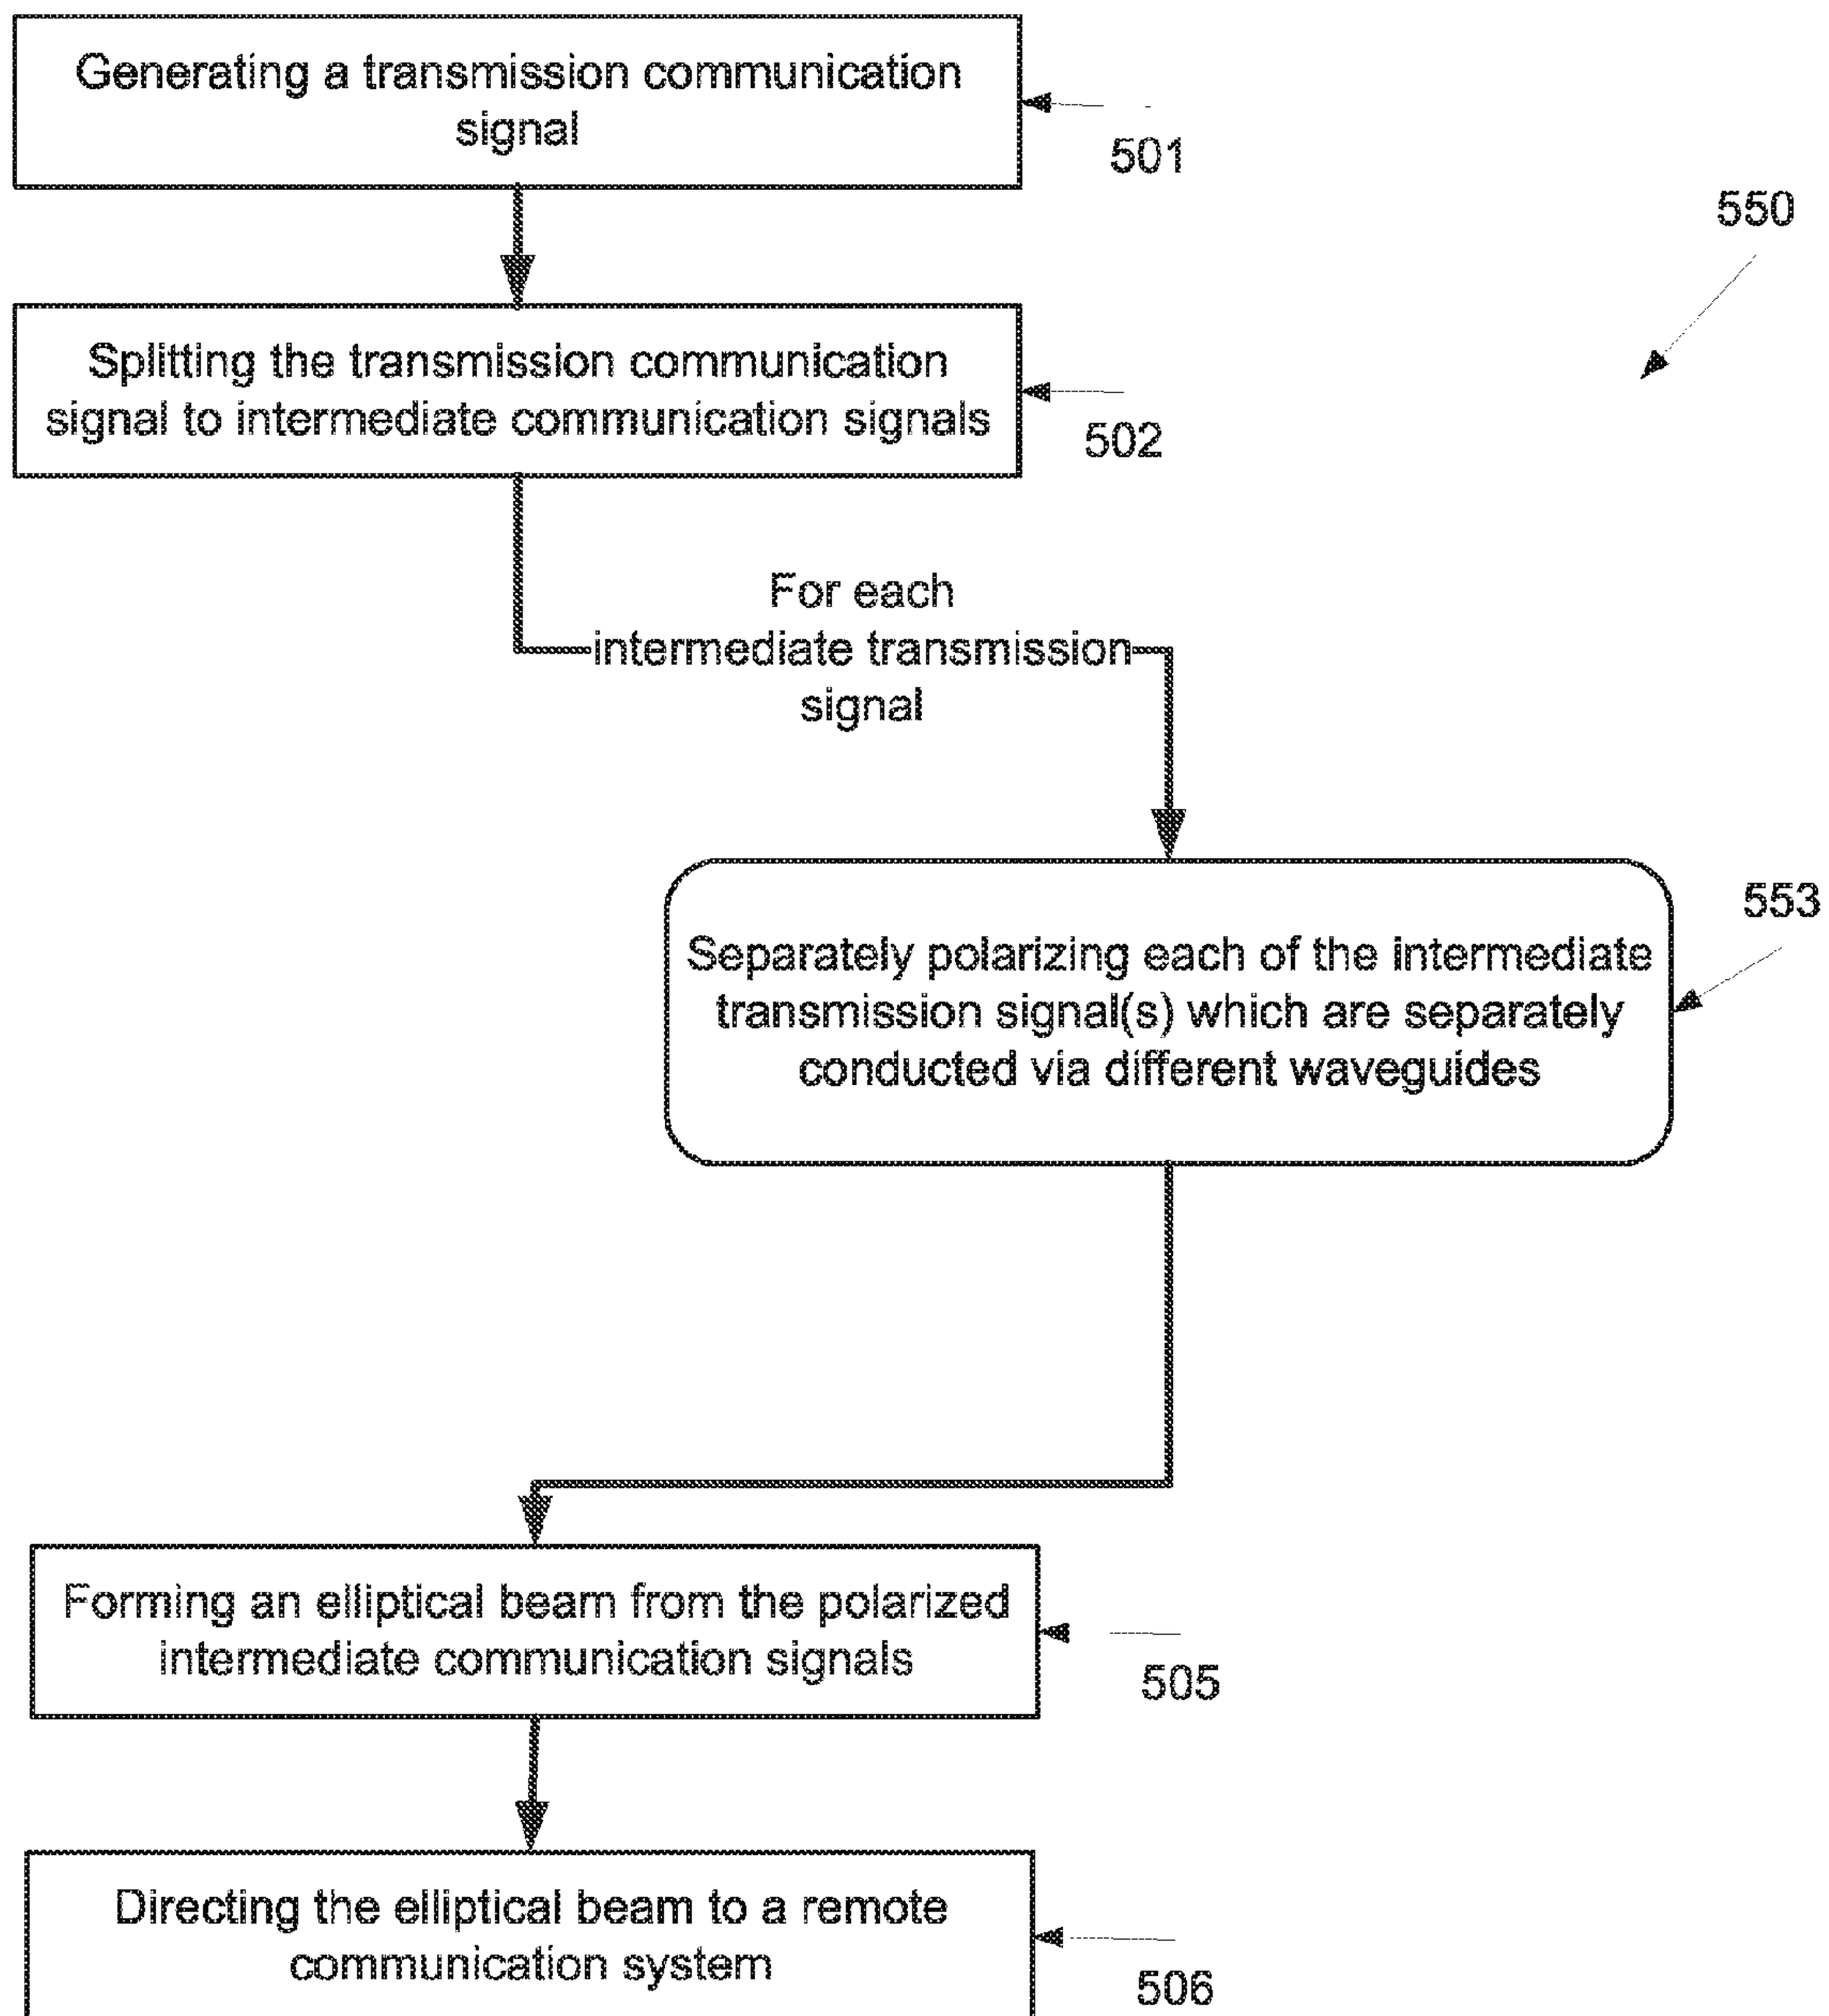 Generating a transmission communication
signal
501
550
Splitting the transmission communication
signal to intermediate communication signals
502
For each
intermediate transmission
signal
553
Separately polarizing each of the intermediate
transmission signal(s) which are separately
conducted via different waveguides
Forming an elliptical beam from the polarized
intermediate communication signals
505
Directing the elliptical beam to a remote
communication system
506